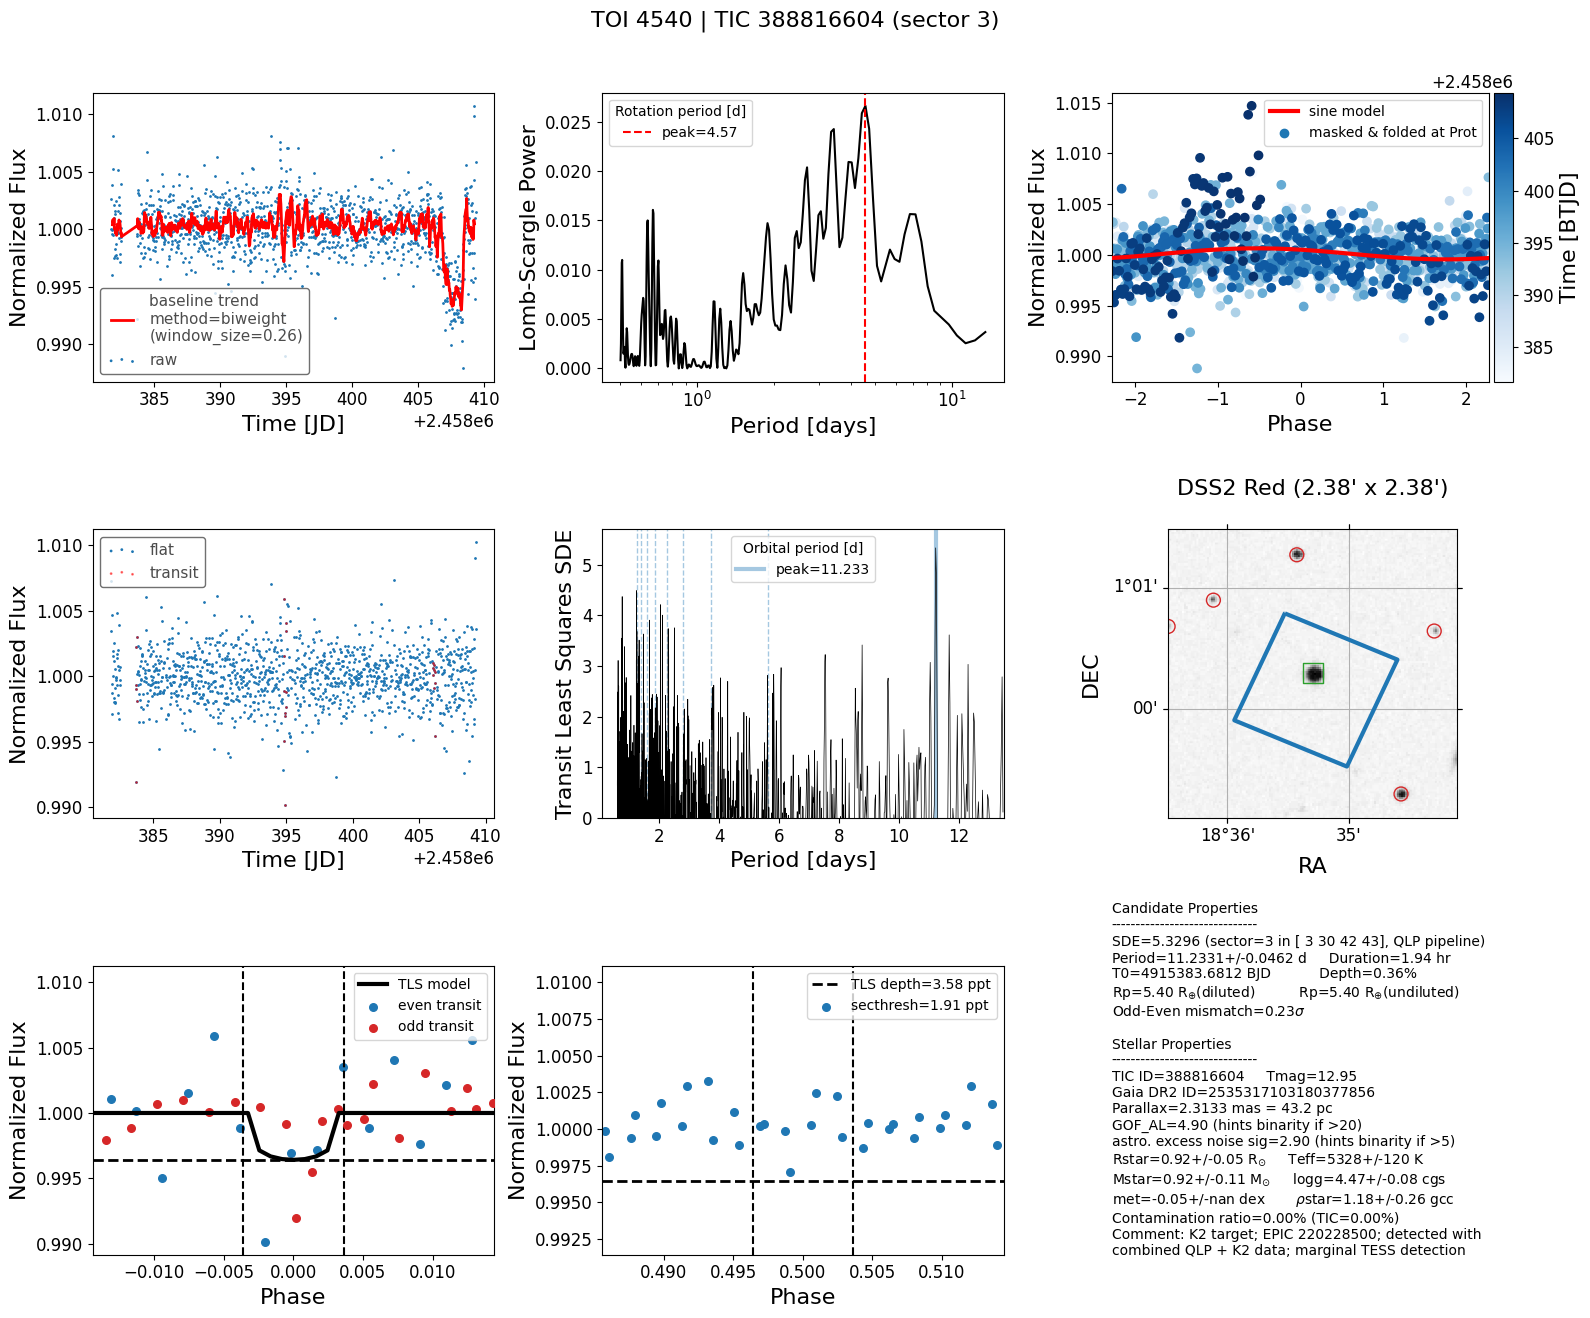 TOI 4540 | TIC 388816604 (sector 3)
Normalized Flux
1.010
1.005
1.000
0.995
0.990
baseline trend
method=biweight
(window_size=0.26)
raw
385 390 395 400 405 410
Time [JD]
+2.458e6
Lomb-Scargle Power
0.025
0.020
0.015
0.010
0.005
0.000
Rotation period [d]
peak=4.57
10⁰ 10¹
Period [days]
Normalized Flux
1.015
1.010
1.005
1.000
0.995
0.990
sine model
masked & folded at Prot
−2 −1 0 1 2
Phase
+2.458e6
405
400
395
390
385
Time [BTJD]
Normalized Flux
1.010
1.005
1.000
0.995
0.990
flat
transit
385 390 395 400 405 410
Time [JD]
+2.458e6
Transit Least Squares SDE
5
4
3
2
1
0
Orbital period [d]
peak=11.233
2 4 6 8 10 12
Period [days]
DSS2 Red (2.38' x 2.38')
DEC
1°01'
00'
18°36' 35'
RA
Normalized Flux
1.010
1.005
1.000
0.995
0.990
TLS model
even transit
odd transit
−0.010 −0.005 0.000 0.005 0.010
Phase
Normalized Flux
1.0100
1.0075
1.0050
1.0025
1.0000
0.9975
0.9950
0.9925
TLS depth=3.58 ppt
secthresh=1.91 ppt
0.490 0.495 0.500 0.505 0.510
Phase
Candidate Properties
-------------------------------
SDE=5.3296 (sector=3 in [ 3 30 42 43], QLP pipeline)
Period=11.2331+/-0.0462 d Duration=1.94 hr
T0=4915383.6812 BJD Depth=0.36%
Rp=5.40 R⊕(diluted) Rp=5.40 R⊕(undiluted)
Odd-Even mismatch=0.23σ
Stellar Properties
-------------------------------
TIC ID=388816604 Tmag=12.95
Gaia DR2 ID=2535317103180377856
Parallax=2.3133 mas = 43.2 pc
GOF_AL=4.90 (hints binarity if >20)
astro. excess noise sig=2.90 (hints binarity if >5)
Rstar=0.92+/-0.05 R⊙ Teff=5328+/-120 K
Mstar=0.92+/-0.11 M⊙ logg=4.47+/-0.08 cgs
met=-0.05+/-nan dex ρstar=1.18+/-0.26 gcc
Contamination ratio=0.00% (TIC=0.00%)
Comment: K2 target; EPIC 220228500; detected with
combined QLP + K2 data; marginal TESS detection